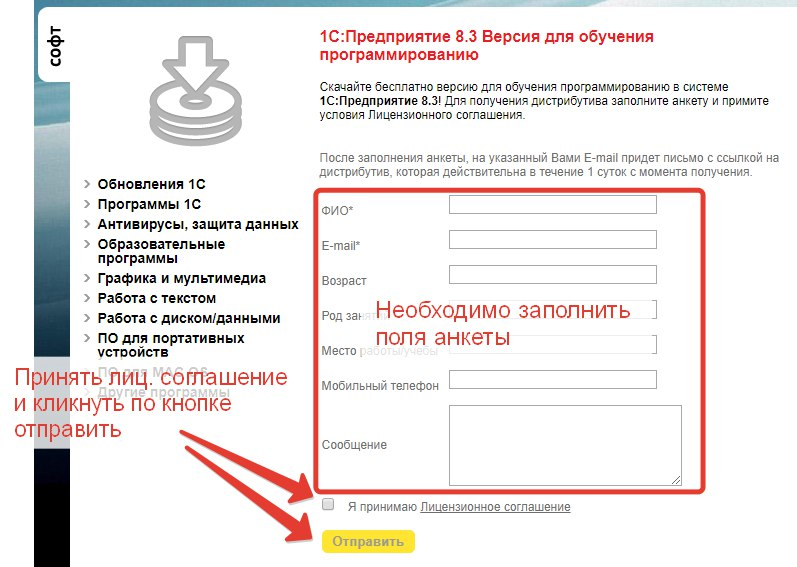 софт
1С:Предприятие 8.3 Версия для обучения
программированию
Скачайте бесплатно версию для обучения программированию в системе
1С:Предприятие 8.3! Для получения дистрибутива заполните анкету и примите
условия Лицензионного соглашения.
После заполнения анкеты, на указанный Вами E-mail придет письмо с ссылкой на
дистрибутив, которая действительна в течение 1 суток с момента получения.
Обновления 1С
Программы 1С
Антивирусы, защита данных
Образовательные
программы
Графика и мультимедиа
Работа с текстом
Работа с диском/данными
ПО для портативных
устройств
ПО для MAC OS
Другие программы
ФИО*
E-mail*
Возраст
Род заня
Место работы/учебы
Мобильный телефон
Сообщение
Необходимо заполнить
поля анкеты
Принять лиц. соглашение
и кликнуть по кнопке
отправить
Я принимаю Лицензионное соглашение
Отправить